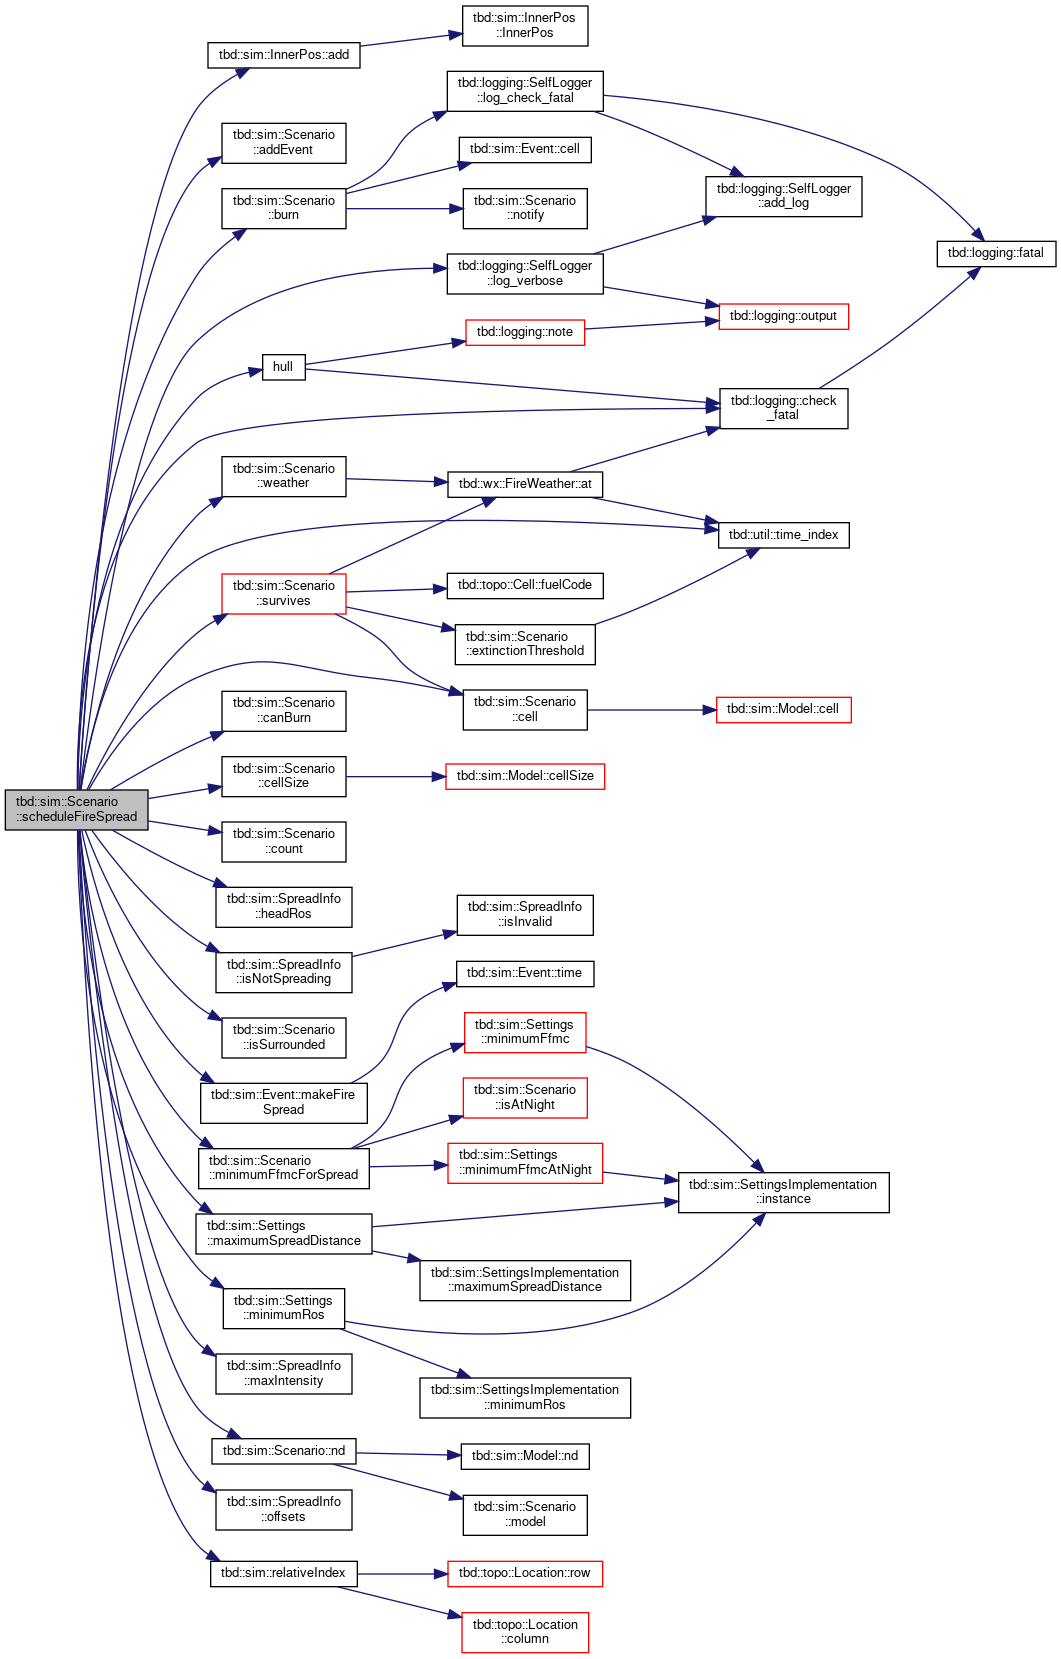 tbd::sim::InnerPos
::InnerPos
tbd::sim::InnerPos::add
tbd::logging::SelfLogger
::log_check_fatal
tbd::sim::Scenario
::addEvent
tbd::sim::Event::cell
tbd::logging::SelfLogger
::add_log
tbd::sim::Scenario
::burn
tbd::sim::Scenario
::notify
tbd::logging::fatal
tbd::logging::SelfLogger
::log_verbose
tbd::logging::output
tbd::logging::note
hull
tbd::logging::check
_fatal
tbd::sim::Scenario
::weather
tbd::wx::FireWeather::at
tbd::util::time_index
tbd::sim::Scenario
::survives
tbd::topo::Cell::fuelCode
tbd::sim::Scenario
::extinctionThreshold
tbd::sim::Scenario
::cell
tbd::sim::Model::cell
tbd::sim::Scenario
::canBurn
tbd::sim::Scenario
::cellSize
tbd::sim::Model::cellSize
tbd::sim::Scenario
::scheduleFireSpread
tbd::sim::Scenario
::count
tbd::sim::SpreadInfo
::headRos
tbd::sim::SpreadInfo
::isInvalid
tbd::sim::SpreadInfo
::isNotSpreading
tbd::sim::Event::time
tbd::sim::Scenario
::isSurrounded
tbd::sim::Settings
::minimumFfmc
tbd::sim::Event::makeFire
Spread
tbd::sim::Scenario
::isAtNight
tbd::sim::Scenario
::minimumFfmcForSpread
tbd::sim::Settings
::minimumFfmcAtNight
tbd::sim::SettingsImplementation
::instance
tbd::sim::Settings
::maximumSpreadDistance
tbd::sim::SettingsImplementation
::maximumSpreadDistance
tbd::sim::Settings
::minimumRos
tbd::sim::SpreadInfo
::maxIntensity
tbd::sim::SettingsImplementation
::minimumRos
tbd::sim::Scenario::nd
tbd::sim::Model::nd
tbd::sim::SpreadInfo
::offsets
tbd::sim::Scenario
::model
tbd::sim::relativeIndex
tbd::topo::Location::row
tbd::topo::Location
::column